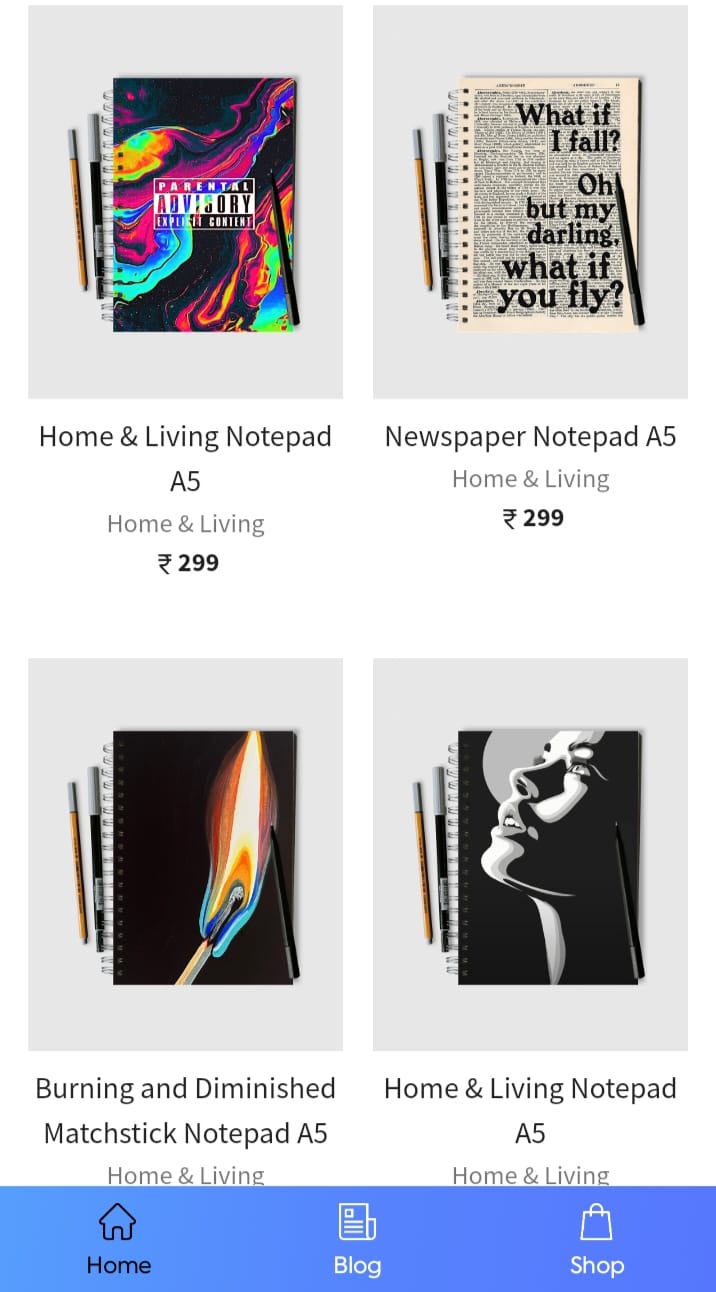 PARENTAL
ADVISORY
EXPLICIT CONTENT
What if
I fall?
Oh
but my
darling,
what if
you fly?
Home & Living Notepad
A5
Home & Living
₹ 299
Newspaper Notepad A5
Home & Living
₹ 299
Burning and Diminished
Matchstick Notepad A5
Home & Living
Home & Living Notepad
A5
Home & Living
Home
Blog
Shop